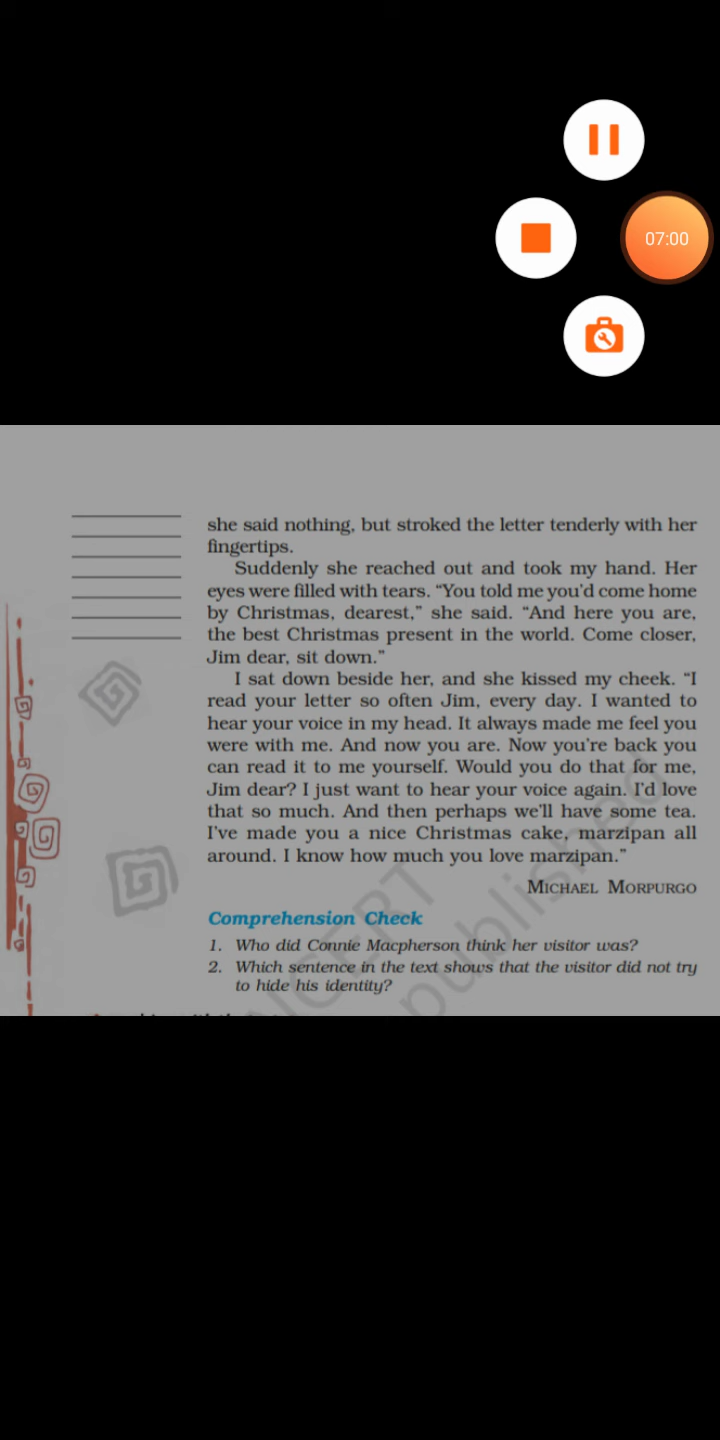 07:00
she said nothing, but stroked the letter tenderly with her
fingertips.
Suddenly she reached out and took my hand. Her
eyes were filled with tears. “You told me you’d come home
by Christmas, dearest,” she said. “And here you are,
the best Christmas present in the world. Come closer,
Jim dear, sit down.”
I sat down beside her, and she kissed my cheek. “I
read your letter so often Jim, every day. I wanted to
hear your voice in my head. It always made me feel you
were with me. And now you are. Now you’re back you
can read it to me yourself. Would you do that for me,
Jim dear? I just want to hear your voice again. I’d love
that so much. And then perhaps we’ll have some tea.
I’ve made you a nice Christmas cake, marzipan all
around. I know how much you love marzipan.”
MICHAEL MORPURGO
Comprehension Check
1. Who did Connie Macpherson think her visitor was?
2. Which sentence in the text shows that the visitor did not try
to hide his identity?
NCERT
published